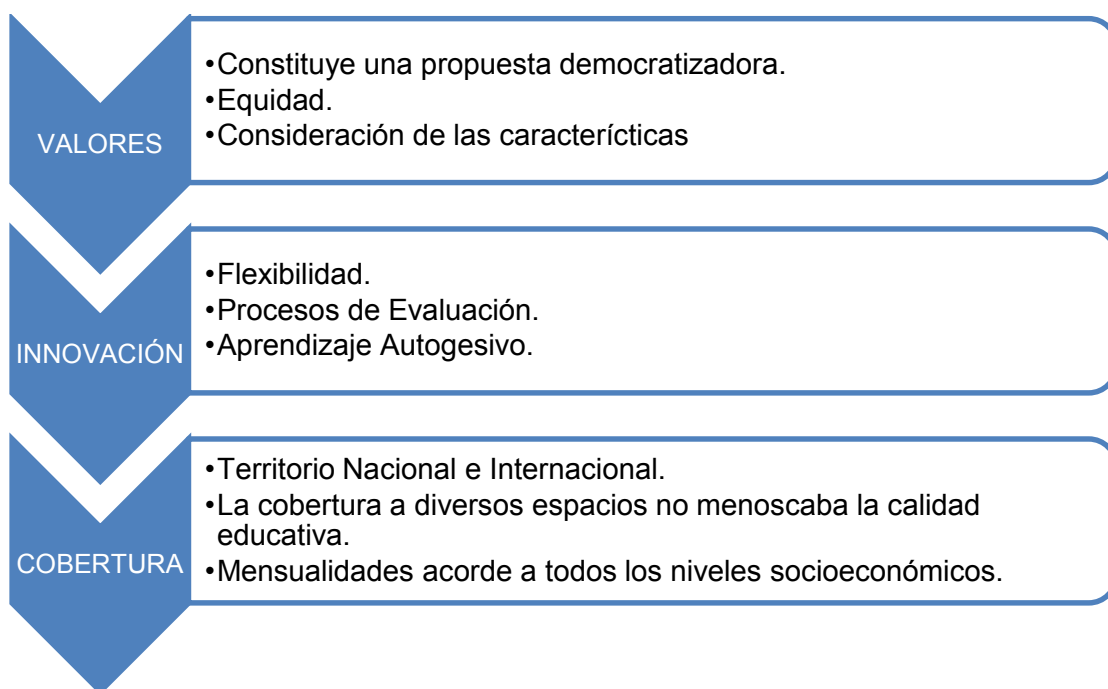 VALORES
•Constituye una propuesta democratizadora.
•Equidad.
•Consideración de las caracterícticas
INNOVACIÓN
•Flexibilidad.
•Procesos de Evaluación.
•Aprendizaje Autogesivo.
COBERTURA
•Territorio Nacional e Internacional.
•La cobertura a diversos espacios no menoscaba la calidad
educativa.
•Mensualidades acorde a todos los niveles socioeconómicos.